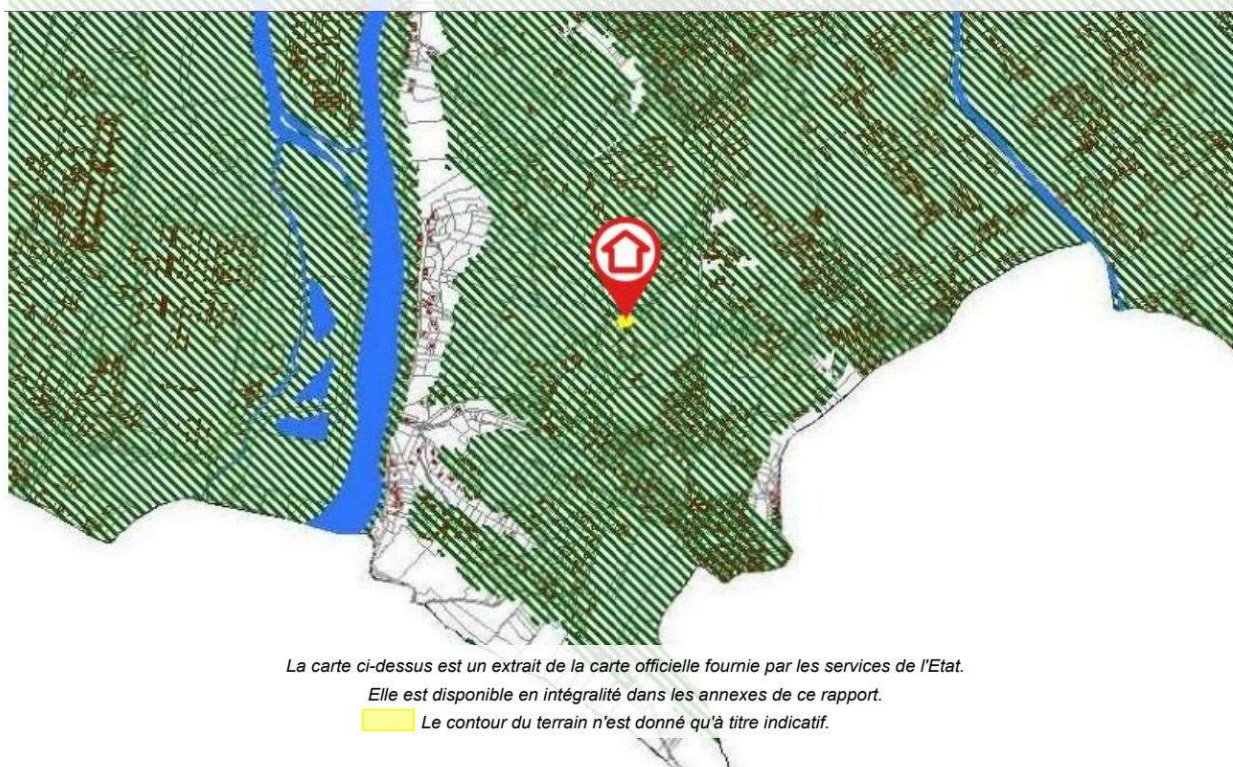 La carte ci-dessus est un extrait de la carte officielle fournie par les services de l'Etat.
Elle est disponible en intégralité dans les annexes de ce rapport.
Le contour du terrain n'est donné qu'à titre indicatif.